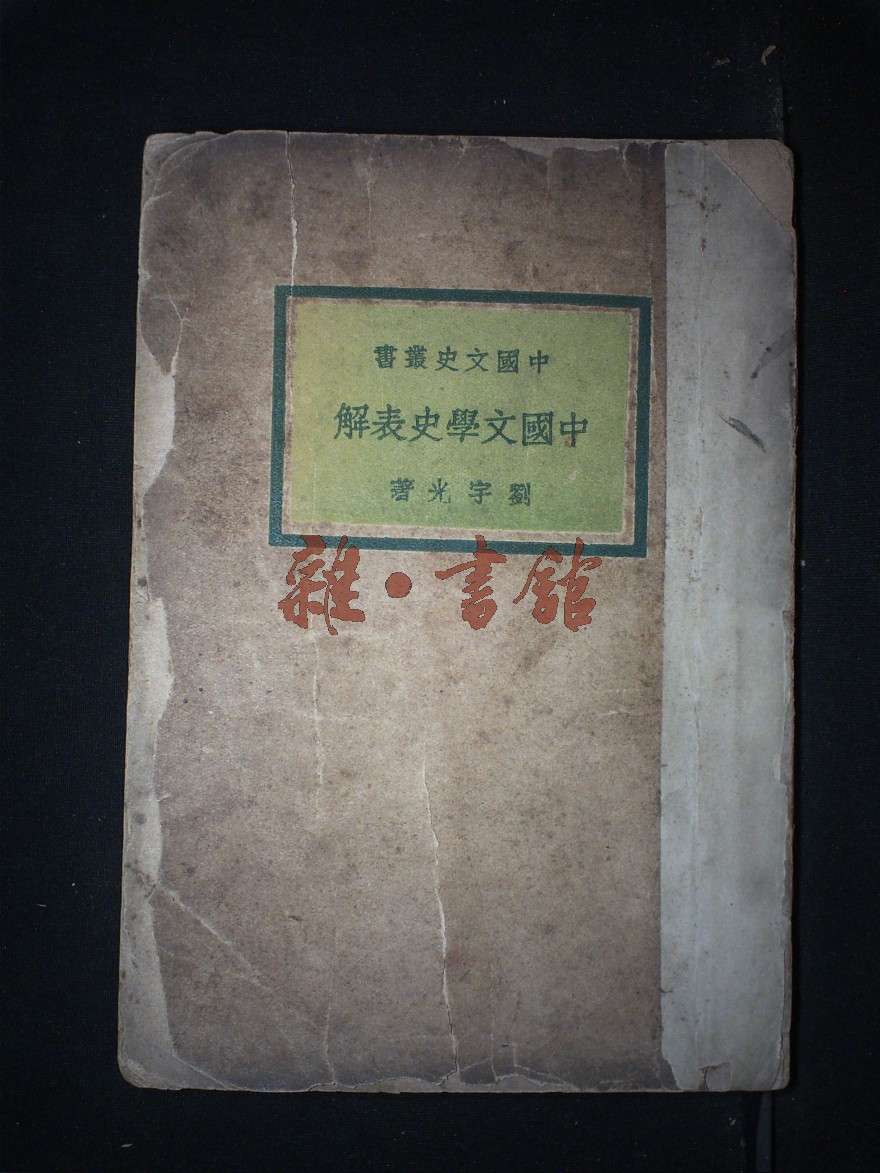 中國文史叢書
中國文學史表解
劉宇光著
雜·書館